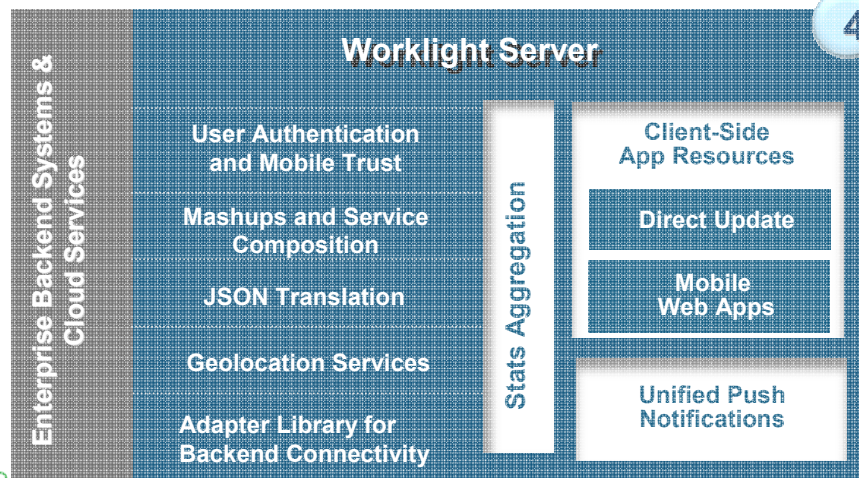 Worklight Server
4
Enterprise Backend Systems &
Cloud Services
User Authentication
and Mobile Trust
Mashups and Service
Composition
JSON Translation
Geolocation Services
Adapter Library for
Backend Connectivity
Stats Aggregation
Client-Side
App Resources
Direct Update
Mobile
Web Apps
Unified Push
Notifications